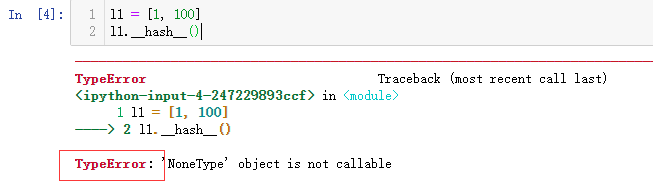 In [4]:
1 l1 = [1, 100]
2 l1.__hash__()
TypeError Traceback (most recent call last)
<ipython-input-4-247229893ccf> in <module>
1 l1 = [1, 100]
----> 2 l1.__hash__()
TypeError: 'NoneType' object is not callable